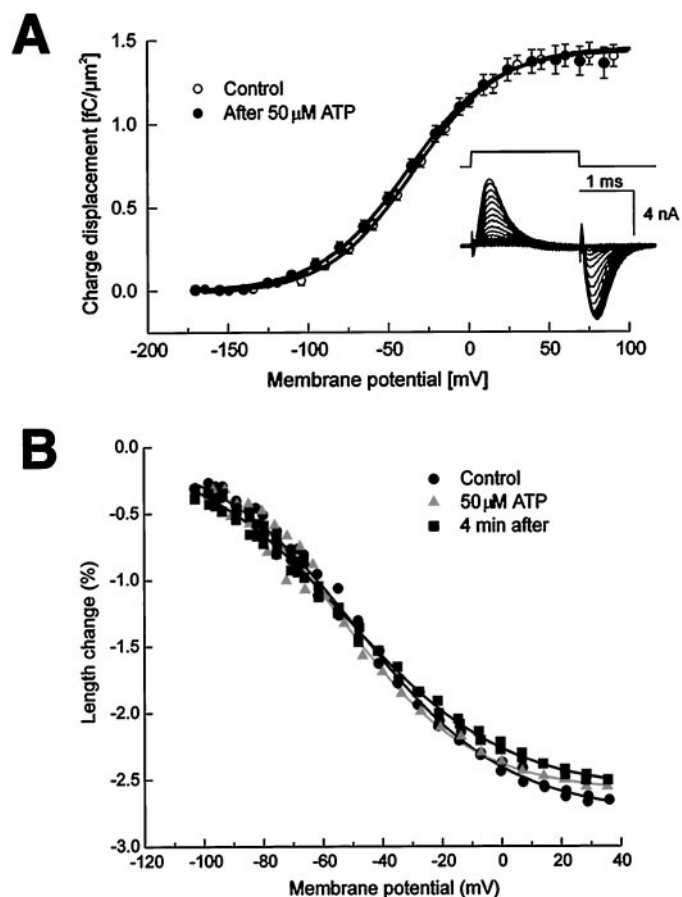 A
Charge displacement [fC/µm²]
1.5
1.0
0.5
0.0
Control
After 50 µM ATP
1 ms
4 nA
-200
-150
-100
-50
0
50
100
Membrane potential [mV]
B
Length change (%)
0.0
-0.5
-1.0
-1.5
-2.0
-2.5
-3.0
Control
50 µM ATP
4 min after
-120
-100
-80
-60
-40
-20
0
20
40
Membrane potential (mV)